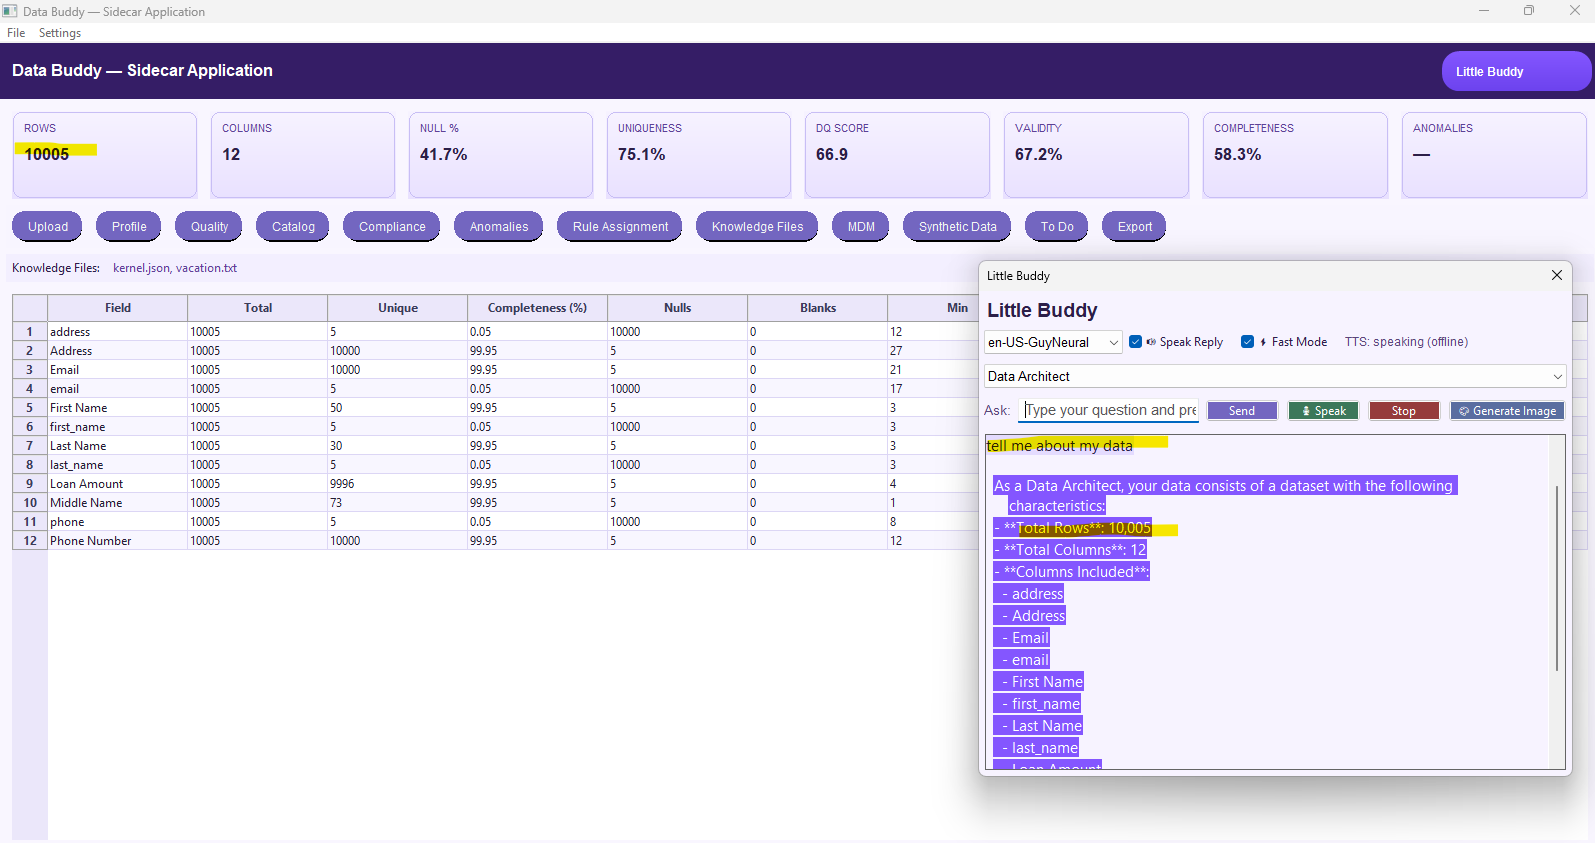 Data Buddy — Sidecar Application
File Settings
Data Buddy — Sidecar Application
Little Buddy
ROWS COLUMNS NULL % UNIQUENESS DQ SCORE VALIDITY COMPLETENESS ANOMALIES
10005 12 41.7% 75.1% 66.9 67.2% 58.3% —
Upload Profile Quality Catalog Compliance Anomalies Rule Assignment Knowledge Files MDM Synthetic Data To Do Export
Knowledge Files: kernel.json, vacation.txt
Field Total Unique Completeness (%) Nulls Blanks Min
1 address 10005 5 0.05 10000 0 12
2 Address 10005 10000 99.95 5 0 27
3 Email 10005 10000 99.95 5 0 21
4 email 10005 5 0.05 10000 0 17
5 First Name 10005 50 99.95 5 0 3
6 first_name 10005 5 0.05 10000 0 3
7 Last Name 10005 30 99.95 5 0 3
8 last_name 10005 5 0.05 10000 0 3
9 Loan Amount 10005 9996 99.95 5 0 4
10 Middle Name 10005 73 99.95 5 0 1
11 phone 10005 5 0.05 10000 0 8
12 Phone Number 10005 10000 99.95 5 0 12
Little Buddy
Little Buddy
en-US-GuyNeural Speak Reply Fast Mode TTS: speaking (offline)
Data Architect
Ask: Type your question and pre Send Speak Stop Generate Image
tell me about my data
As a Data Architect, your data consists of a dataset with the following
characteristics:
- **Total Rows**: 10,005
- **Total Columns**: 12
- **Columns Included**:
- address
- Address
- Email
- email
- First Name
- first_name
- Last Name
- last_name
- Loan Amount